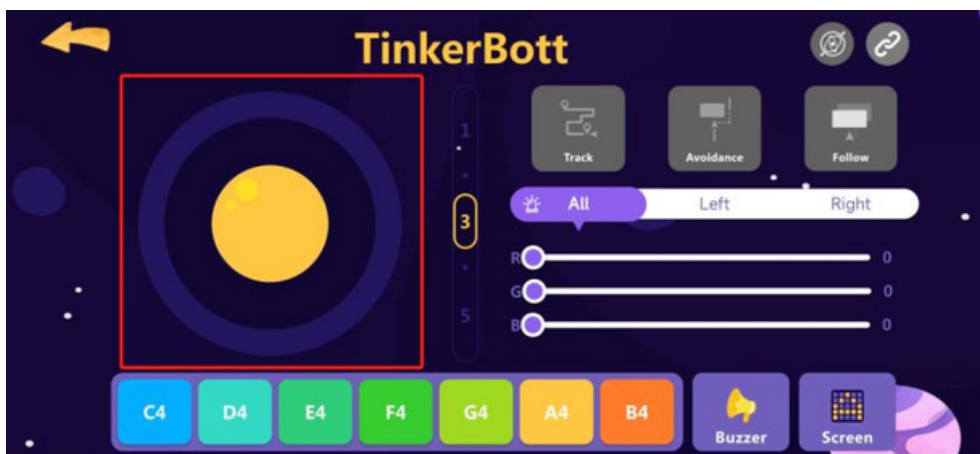 TinkerBott
1
3
5
Track
Avoidance
Follow
All
Left
Right
R 0
G 0
B 0
C4
D4
E4
F4
G4
A4
B4
Buzzer
Screen